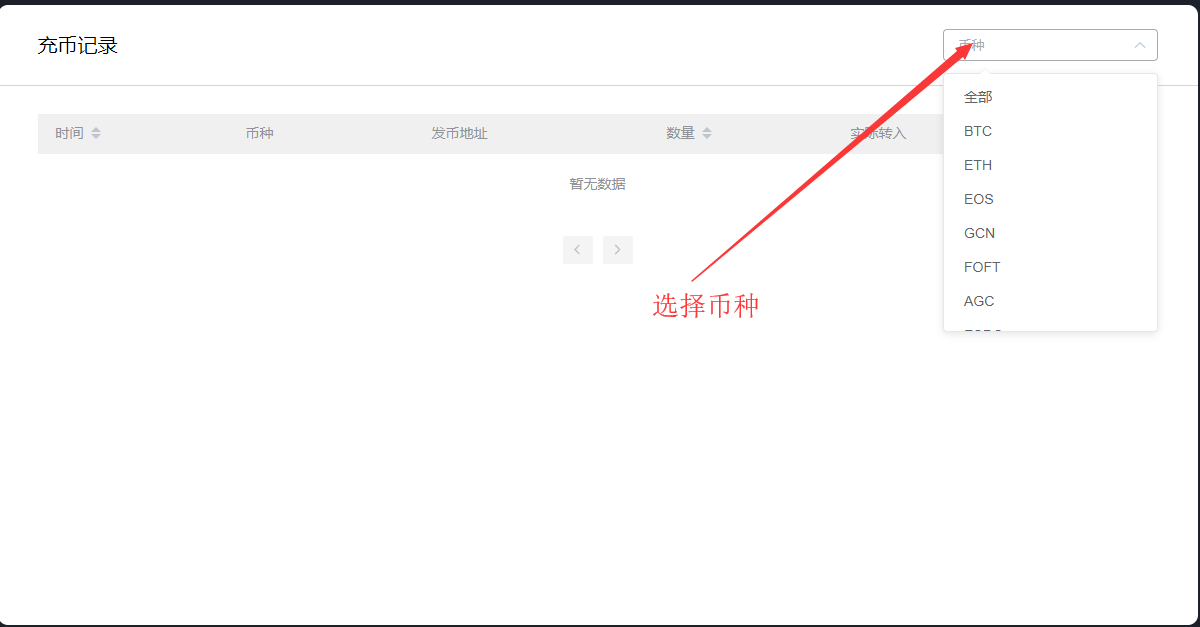 充币记录
币种
时间
币种
发币地址
数量
实际转入
暂无数据
选择币种
全部
BTC
ETH
EOS
GCN
FOFT
AGC